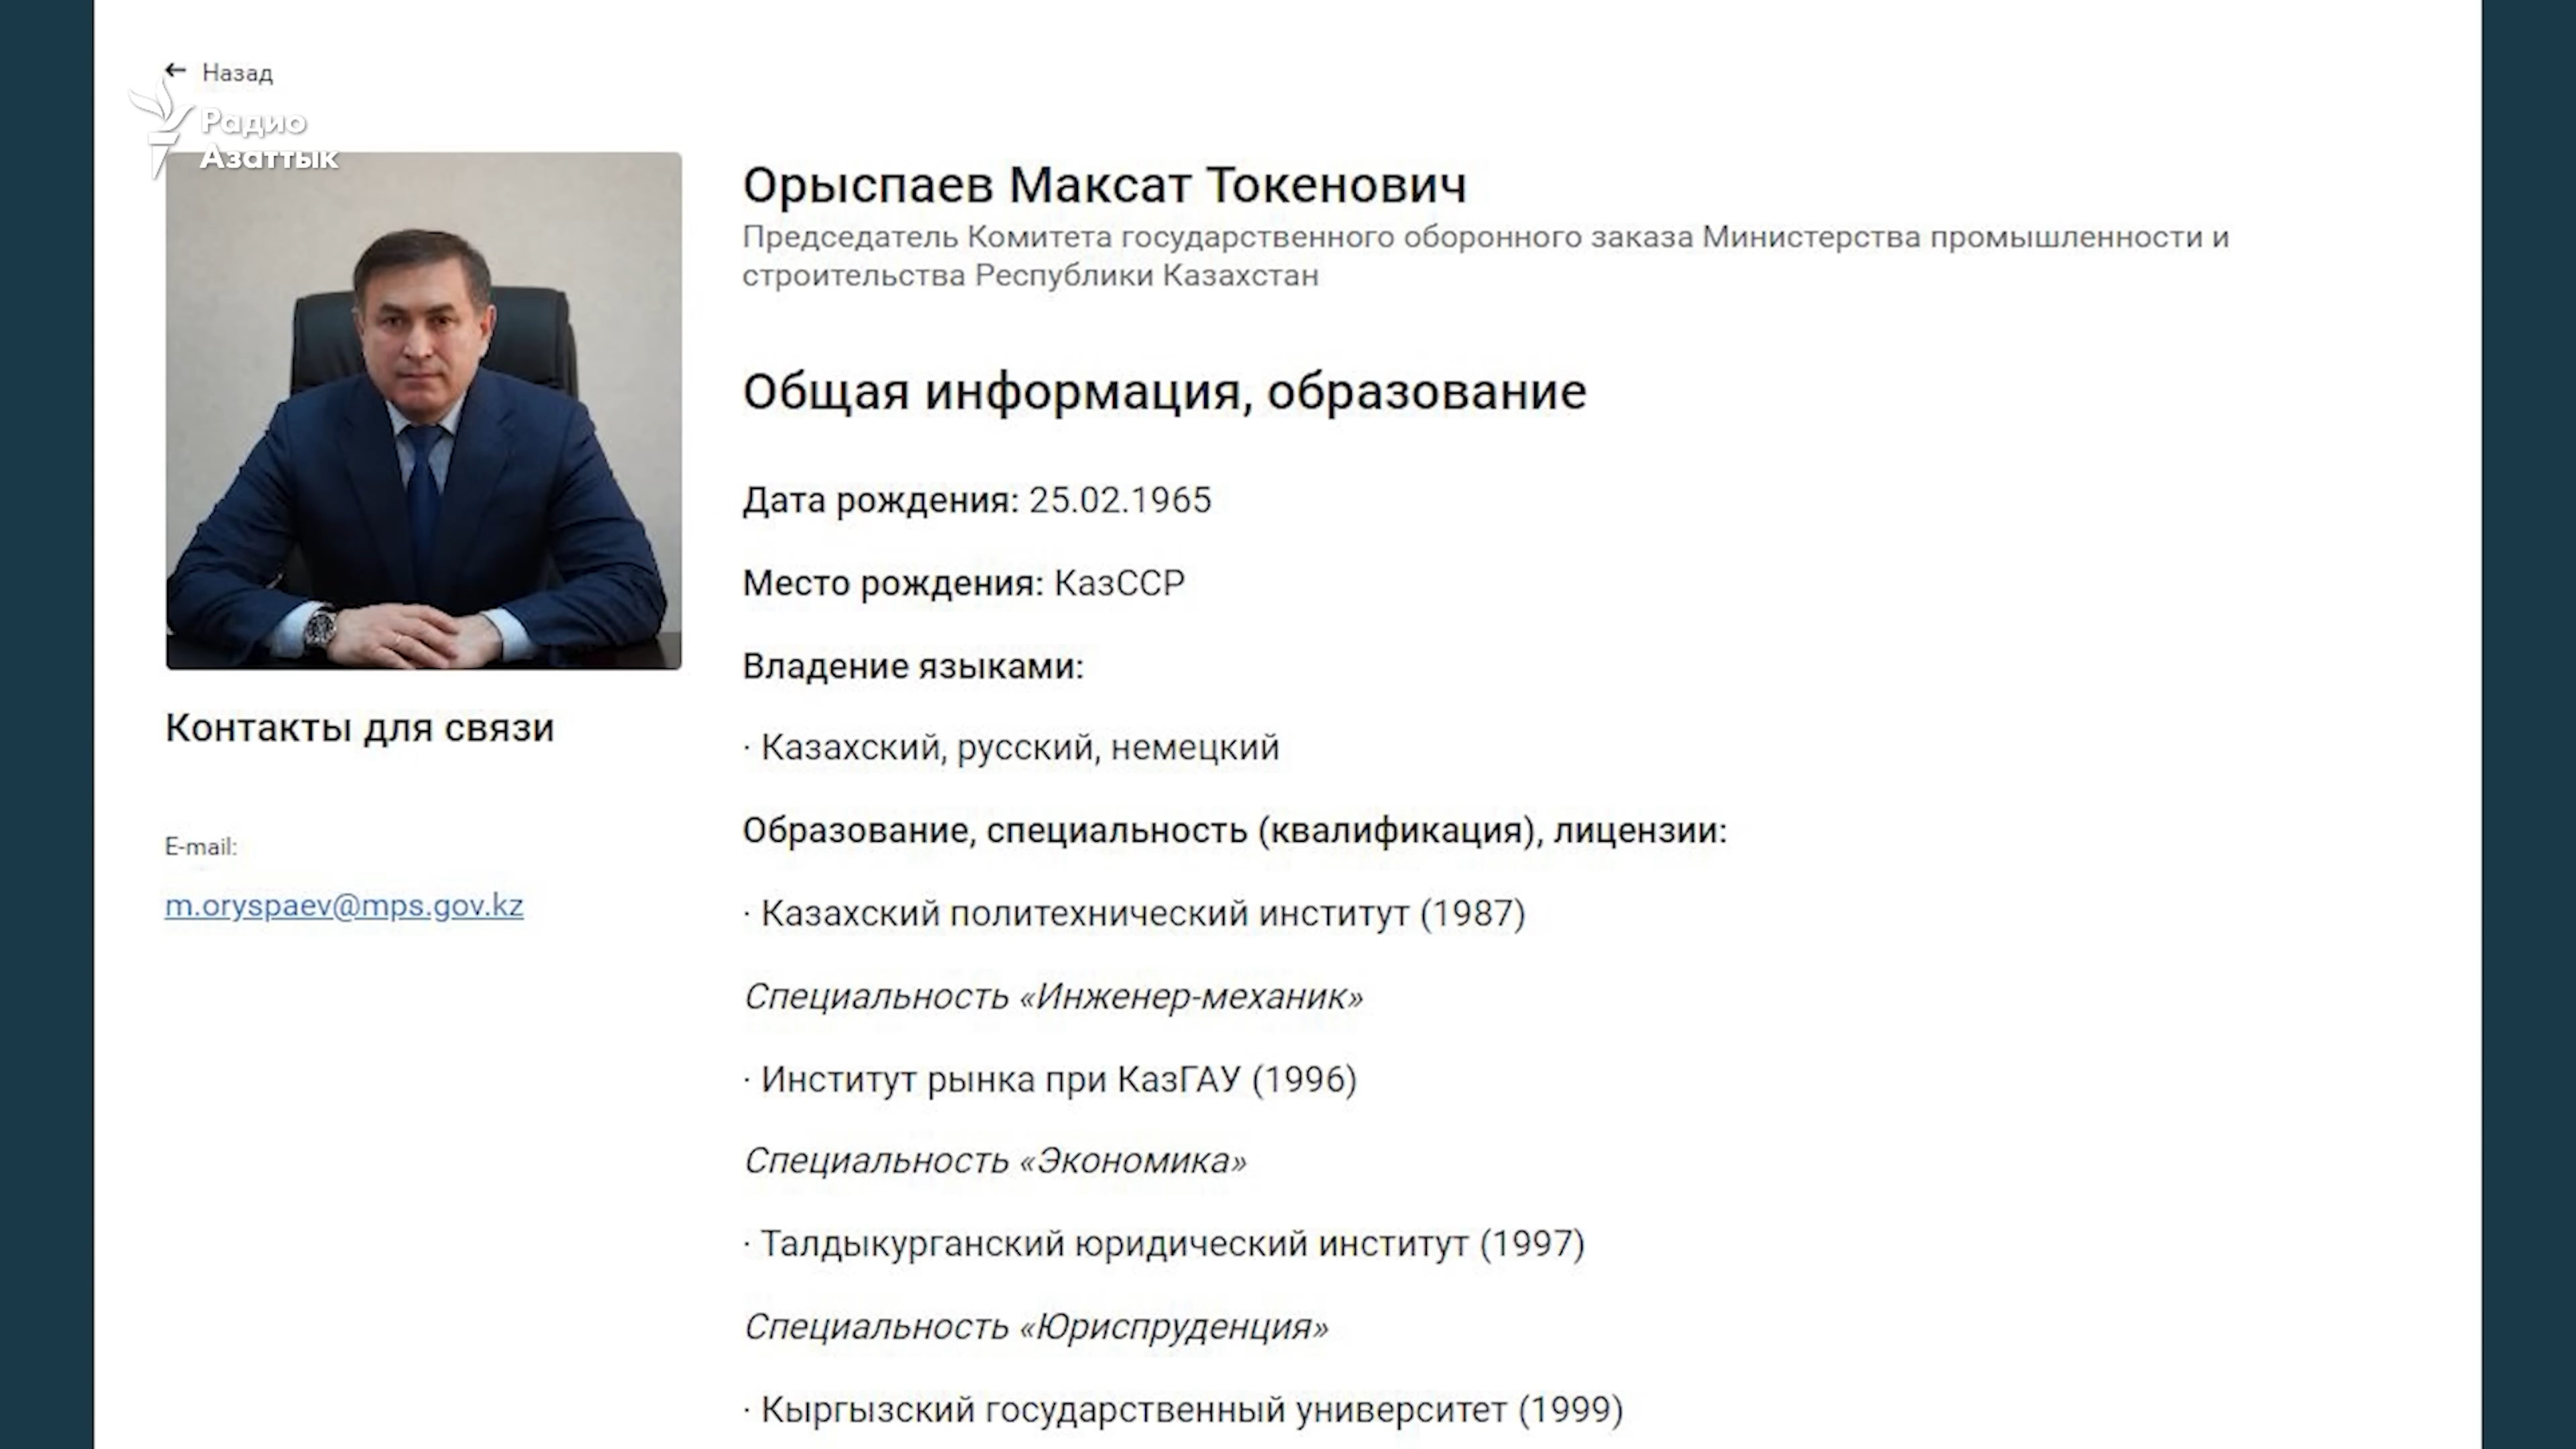 Назад
Радио
Азаттык
Орыспаев Максат Токенович
Председатель Комитета государственного оборонного заказа Министерства промышленности и
строительства Республики Казахстан
Общая информация, образование
Дата рождения: 25.02.1965
Место рождения: КазССР
Владение языками:
· Казахский, русский, немецкий
Образование, специальность (квалификация), лицензии:
· Казахский политехнический институт (1987)
Специальность «Инженер-механик»
· Институт рынка при КазГАУ (1996)
Специальность «Экономика»
· Талдыкурганский юридический институт (1997)
Специальность «Юриспруденция»
· Кыргызский государственный университет (1999)
Контакты для связи
E-mail:
m.oryspaev@mps.gov.kz